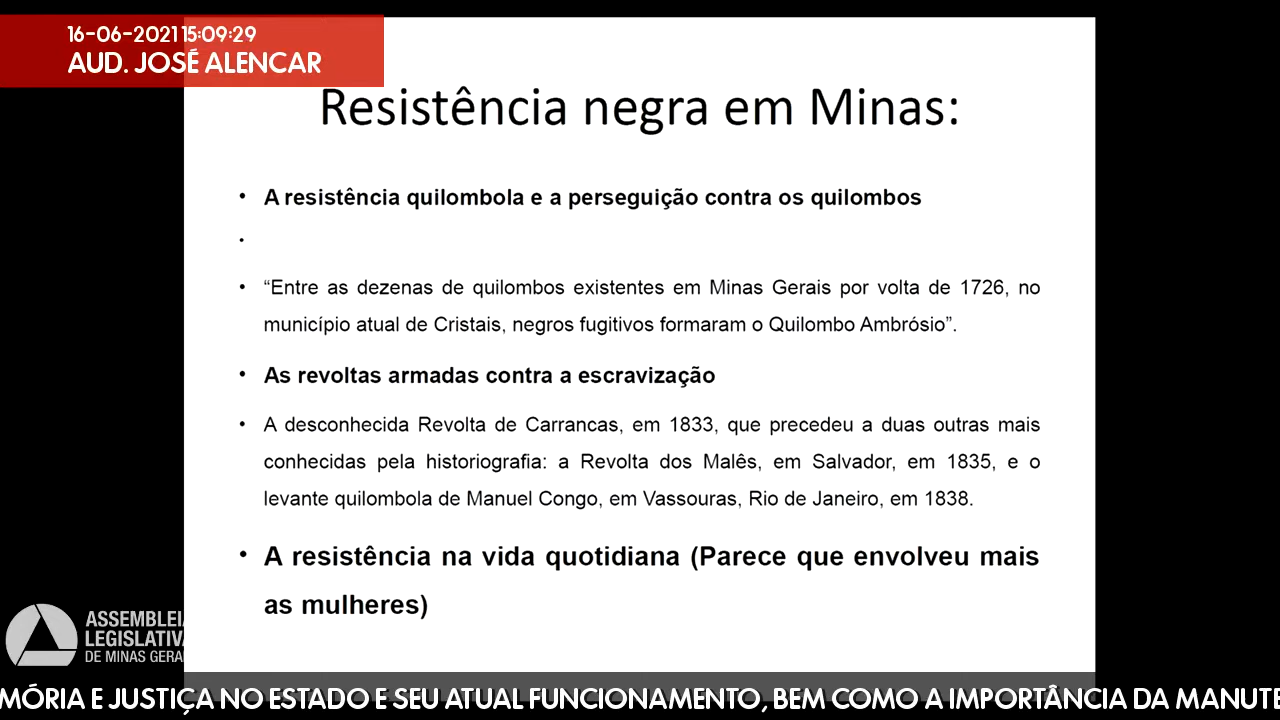 16-06-2021 15:09:29
AUD. JOSÉ ALENCAR
Resistência negra em Minas:
• A resistência quilombola e a perseguição contra os quilombos
•
• “Entre as dezenas de quilombos existentes em Minas Gerais por volta de 1726, no
município atual de Cristais, negros fugitivos formaram o Quilombo Ambrósio”.
• As revoltas armadas contra a escravização
• A desconhecida Revolta de Carrancas, em 1833, que precedeu a duas outras mais
conhecidas pela historiografia: a Revolta dos Malês, em Salvador, em 1835, e o
levante quilombola de Manuel Congo, em Vassouras, Rio de Janeiro, em 1838.
• A resistência na vida quotidiana (Parece que envolveu mais
as mulheres)
ASSEMBLEIA
LEGISLATIVA
DE MINAS GERAI
MÓRIA E JUSTIÇA NO ESTADO E SEU ATUAL FUNCIONAMENTO, BEM COMO A IMPORTÂNCIA DA MANUTE